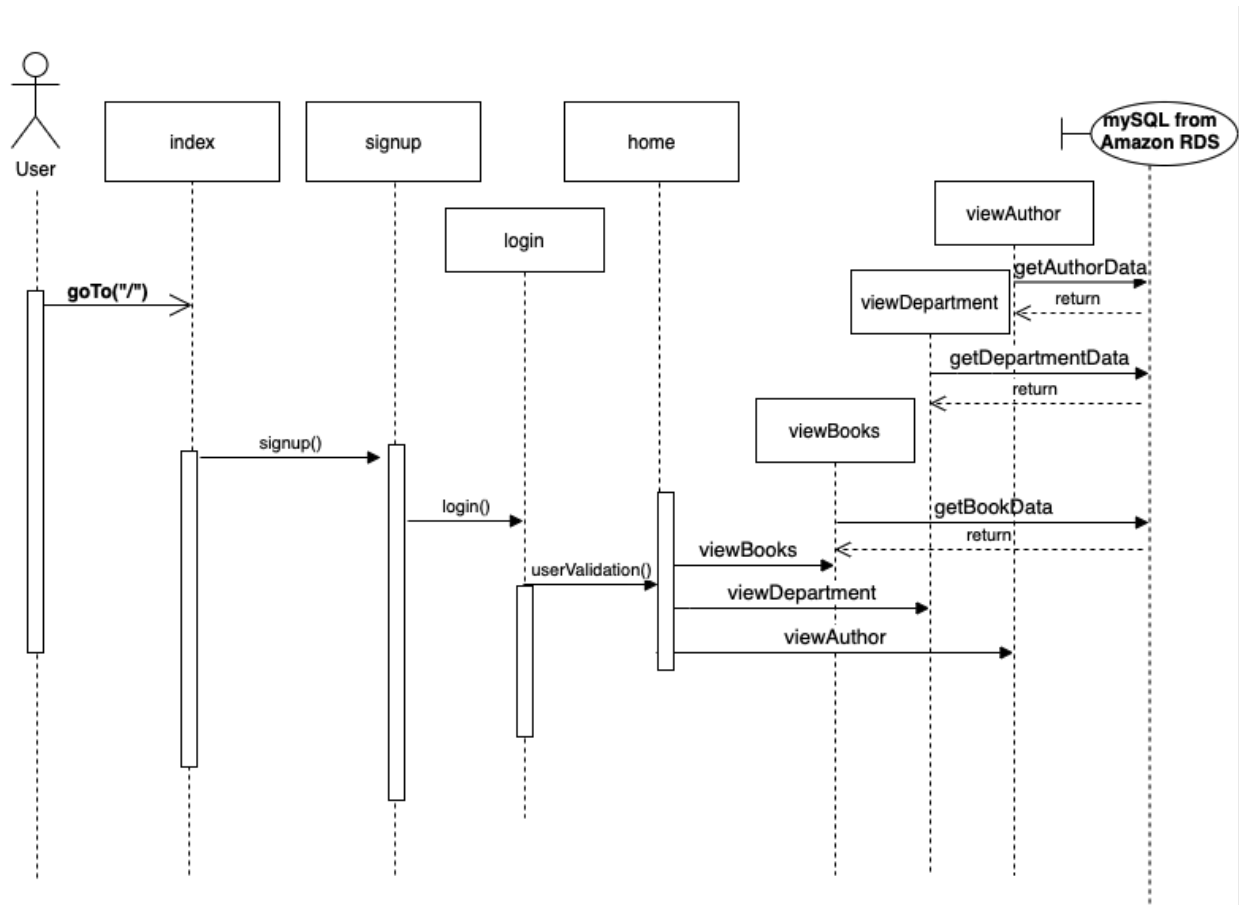 mySQL from
Amazon RDS
index
signup
home
User
viewAuthor
login
getAuthorData
goTo("/")
viewDepartment
return
getDepartmentData
return
viewBooks
signup()
login()
getBookData
return
viewBooks
userValidation()
viewDepartment
viewAuthor